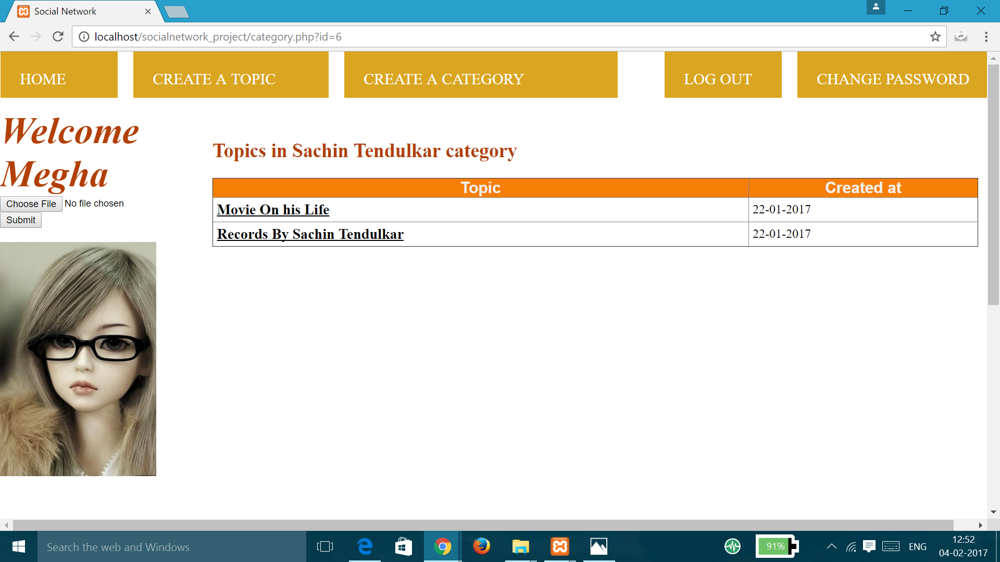 Social Network
localhost/socialnetwork_project/category.php?id=6
HOME
CREATE A TOPIC
CREATE A CATEGORY
LOG OUT
CHANGE PASSWORD
Welcome
Megha
Choose File No file chosen
Submit
Topics in Sachin Tendulkar category
Topic Created at
Movie On his Life 22-01-2017
Records By Sachin Tendulkar 22-01-2017
Search the web and Windows
91%
ENG
12:52
04-02-2017